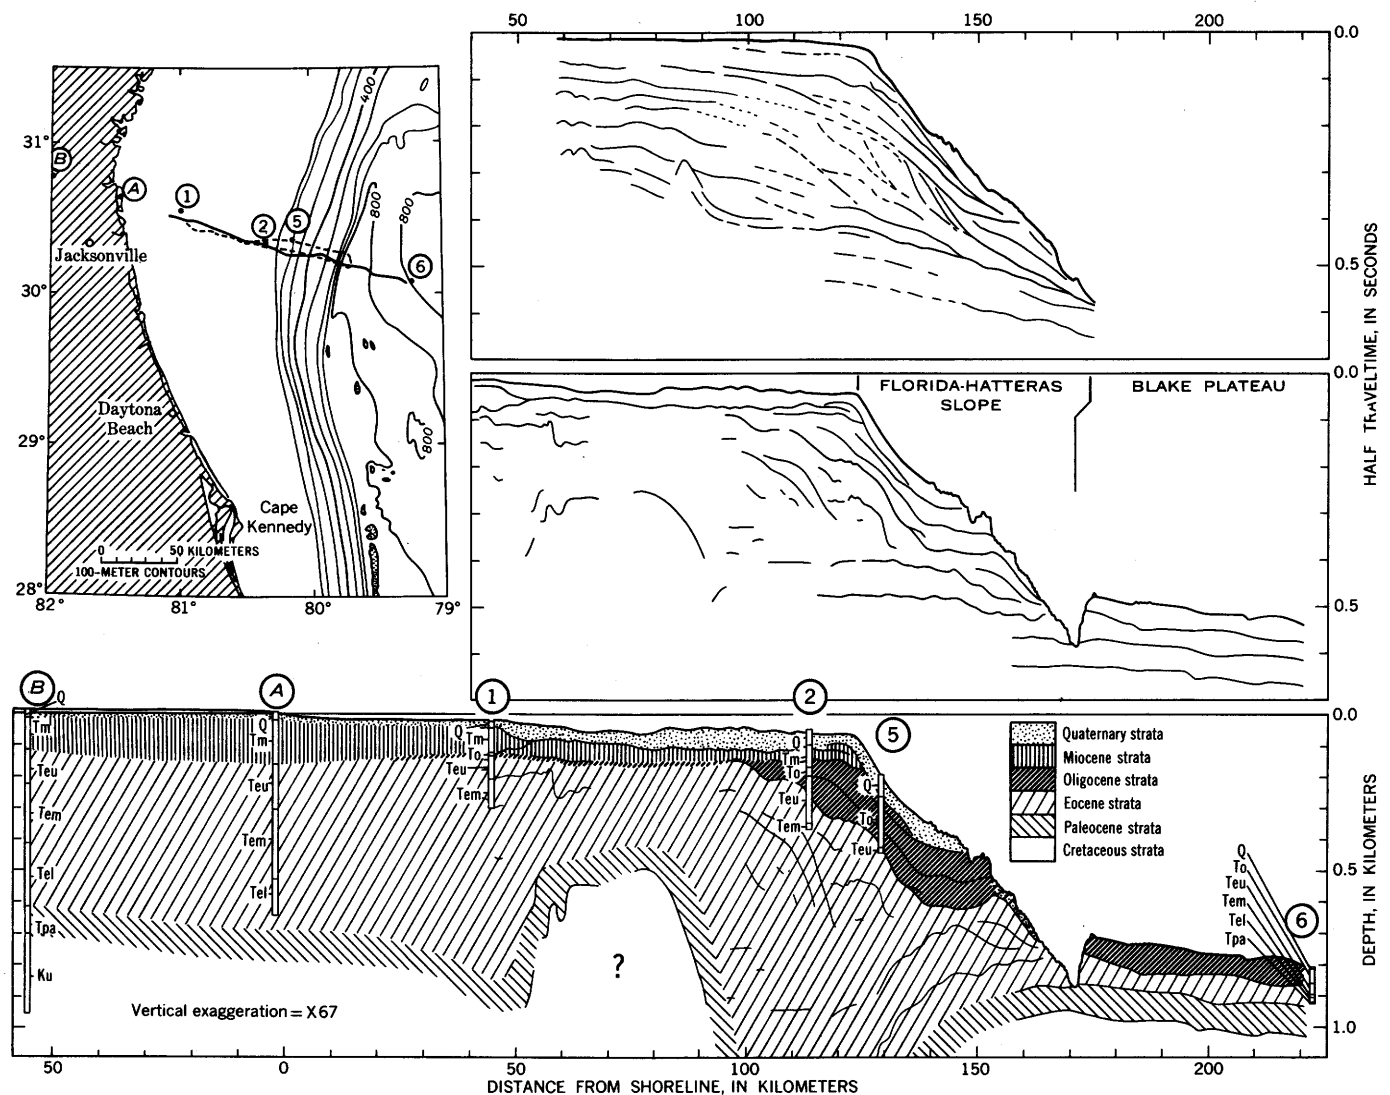 50 100 150 200
0.0
0.5
HALF TRAVELTIME, IN SECONDS
31°
30°
29°
28°
82° 81° 80° 79°
400
800
800
800
B
A
1
2
5
6
Jacksonville
Daytona
Beach
Cape
Kennedy
0 50 KILOMETERS
100-METER CONTOURS
0.0
FLORIDA-HATTERAS
SLOPE
BLAKE PLATEAU
0.5
B
Q
Tm
Teu
Tem
Tel
Tpa
Ku
A
Q
Tm
Teu
Tem
Tel
1
Q
Tm
To
Teu
Tem
2
Q
Tm
To
Teu
Tem
5
Q
To
Teu
Quaternary strata
Miocene strata
Oligocene strata
Eocene strata
Paleocene strata
Cretaceous strata
Q
To
Teu
Tem
Tel
Tpa
6
?
Vertical exaggeration = X67
0.0
0.5
1.0
DEPTH, IN KILOMETERS
50 0 50 100 150 200
DISTANCE FROM SHORELINE, IN KILOMETERS